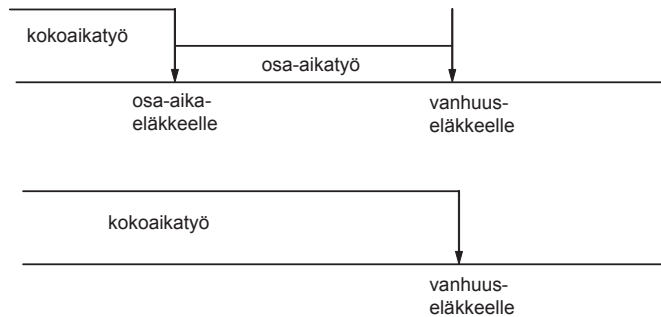 kokoaikatyö
osa-aikatyö
osa-aika-
eläkkeelle
vanhuus-
eläkkeelle
kokoaikatyö
vanhuus-
eläkkeelle